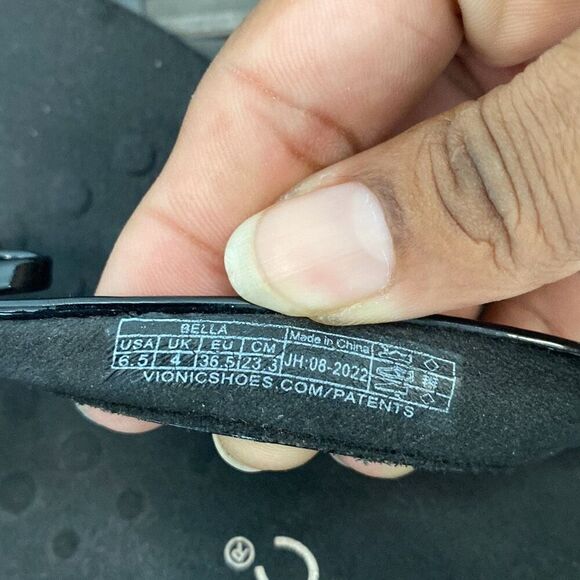 BELLA Made in China
USA UK EU CM
6.5 4 36.5 23.3 JH:08-2022
VIONICSHOES.COM/PATENTS
®